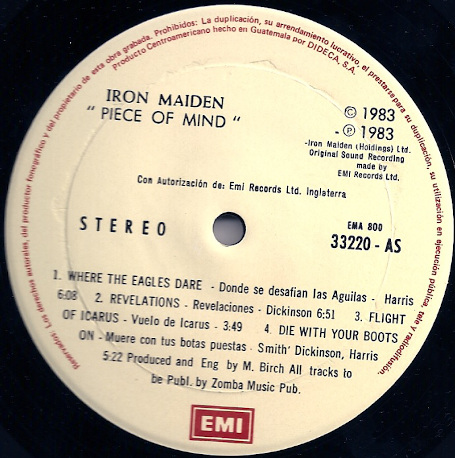 Reservados: Los derechos autorales, del productor fonográfico y del propietario de esta obra grabada. Prohibidos: La duplicación, su arrendamiento lucrativo, el prestarse para su duplicación, su utilización en ejecución pública, tele y radiodifusión.
Producto Centroamericano hecho en Guatemala por DIDECA, S.A.
IRON MAIDEN
" PIECE OF MIND "
© 1983
- ℗ 1983
-Iron Maiden (Holdings) Ltd.
Original Sound Recording
made by
EMI Records Ltd.
Con Autorización de: Emi Records Ltd. Inglaterra
STEREO
EMA 800
33220 - AS
1. WHERE THE EAGLES DARE - Donde se desafian las Aguilas - Harris
6:08 2. REVELATIONS - Revelaciones - Dickinson 6:51 3. FLIGHT
OF ICARUS - Vuelo de Icarus - 3:49 4. DIE WITH YOUR BOOTS
ON - Muere con tus botas puestas - Smith' Dickinson, Harris
5:22 Produced and Eng by M. Birch All tracks to
be Publ. by Zomba Music Pub.
EMI